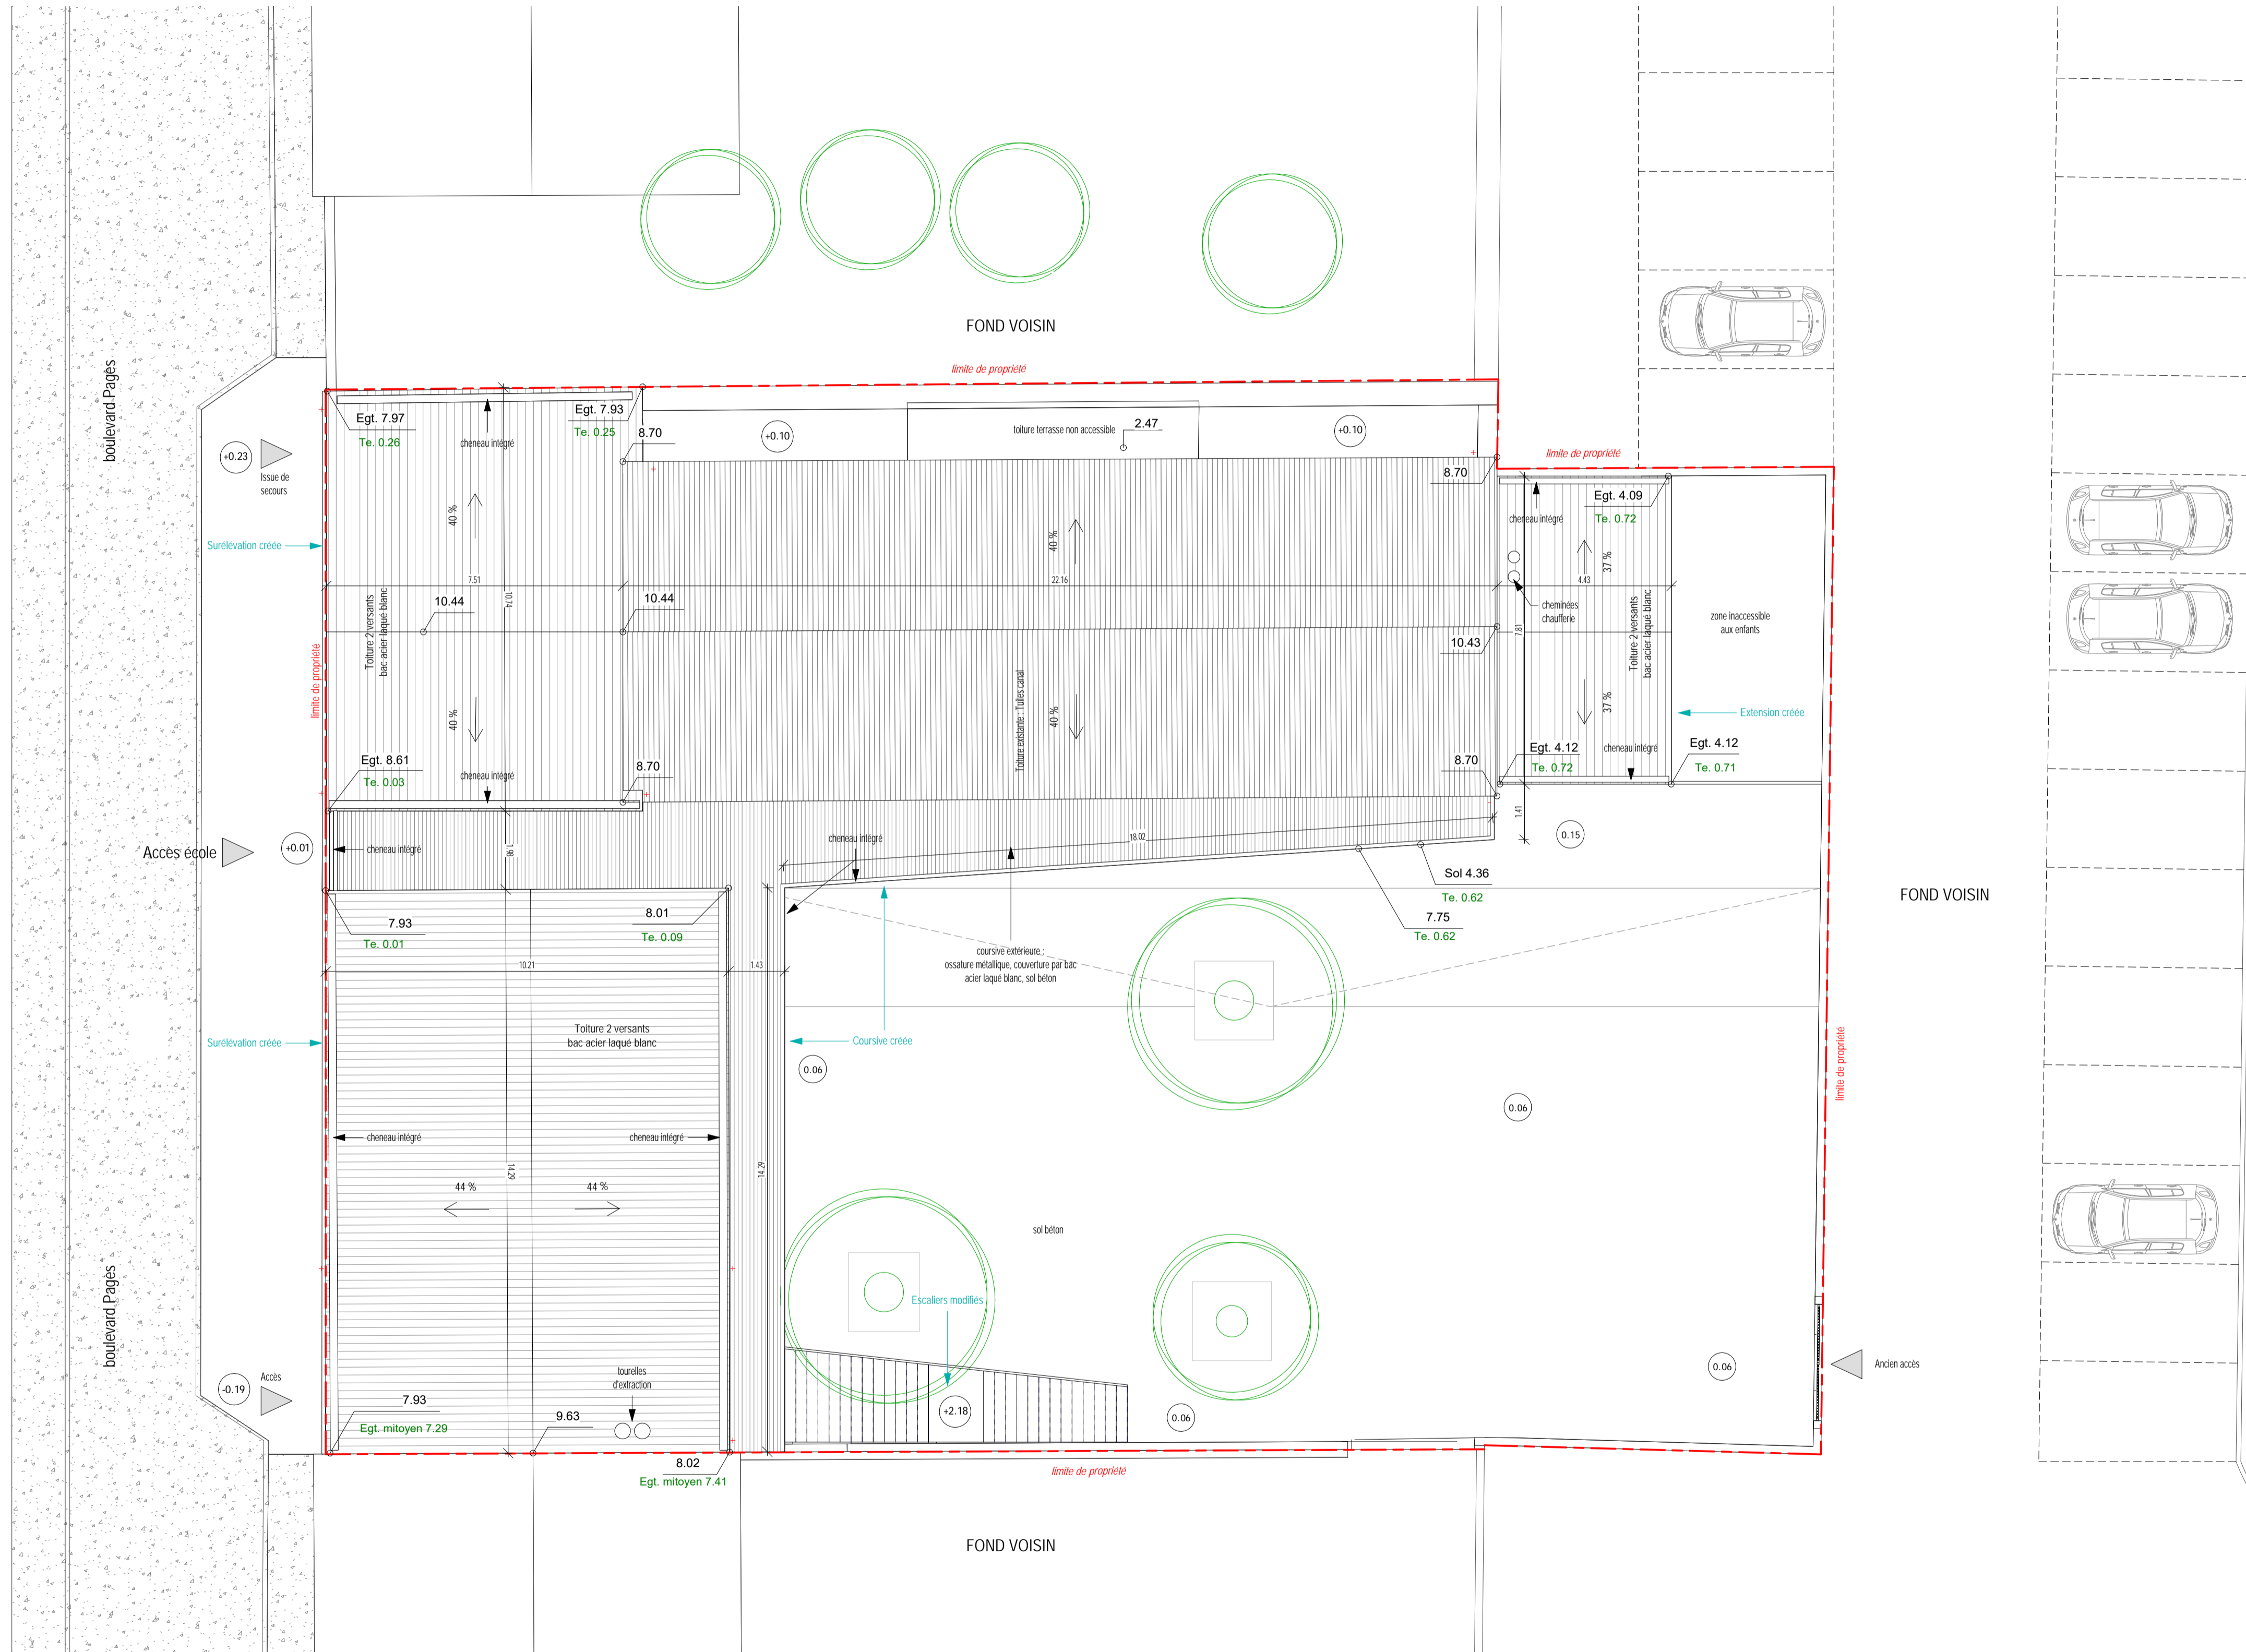 FOND VOISIN
limite de propriété
boulevard Pagès
Egt. 7.97
Te. 0.26
cheneau intégré
Egt. 7.93
Te. 0.25
8.70
+0.10
toiture terrasse non accessible
2.47
+0.10
8.70
limite de propriété
+0.23
Issue de
secours
Egt. 4.09
Te. 0.72
cheneau intégré
40 %
40 %
37 %
Surélévation créée
7.51
10.74
22.16
4.43
10.44
10.44
Toiture 2 versants
bac acier laqué blanc
cheminées
chaufferie
7.81
zone inaccessible
aux enfants
10.43
Toiture 2 versants
bac acier laqué blanc
limite de propriété
40 %
Toiture existante : Tuiles canal
40 %
37 %
Extension créée
Egt. 8.61
Te. 0.03
cheneau intégré
8.70
8.70
Egt. 4.12
Te. 0.72
cheneau intégré
Egt. 4.12
Te. 0.71
Accès école
+0.01
cheneau intégré
1.98
cheneau intégré
18.02
1.41
0.15
Sol 4.36
Te. 0.62
7.75
Te. 0.62
FOND VOISIN
7.93
Te. 0.01
8.01
Te. 0.09
10.21
1.43
coursive extérieure :
ossature métallique, couverture par bac
acier laqué blanc, sol béton
Surélévation créée
Toiture 2 versants
bac acier laqué blanc
Coursive créée
0.06
0.06
limite de propriété
cheneau intégré
cheneau intégré
14.29
14.29
44 %
44 %
sol béton
boulevard Pagès
Escaliers modifiés
-0.19
Accès
tourelles
d'extraction
0.06
Ancien accès
7.93
Egt. mitoyen 7.29
9.63
+2.18
0.06
8.02
Egt. mitoyen 7.41
limite de propriété
FOND VOISIN